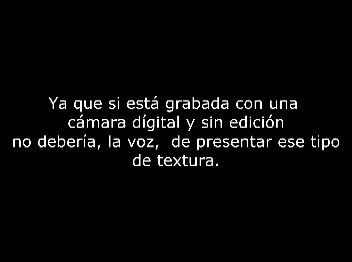 Ya que si está grabada con una
cámara dígital y sin edición
no debería, la voz,  de presentar ese tipo
de textura.